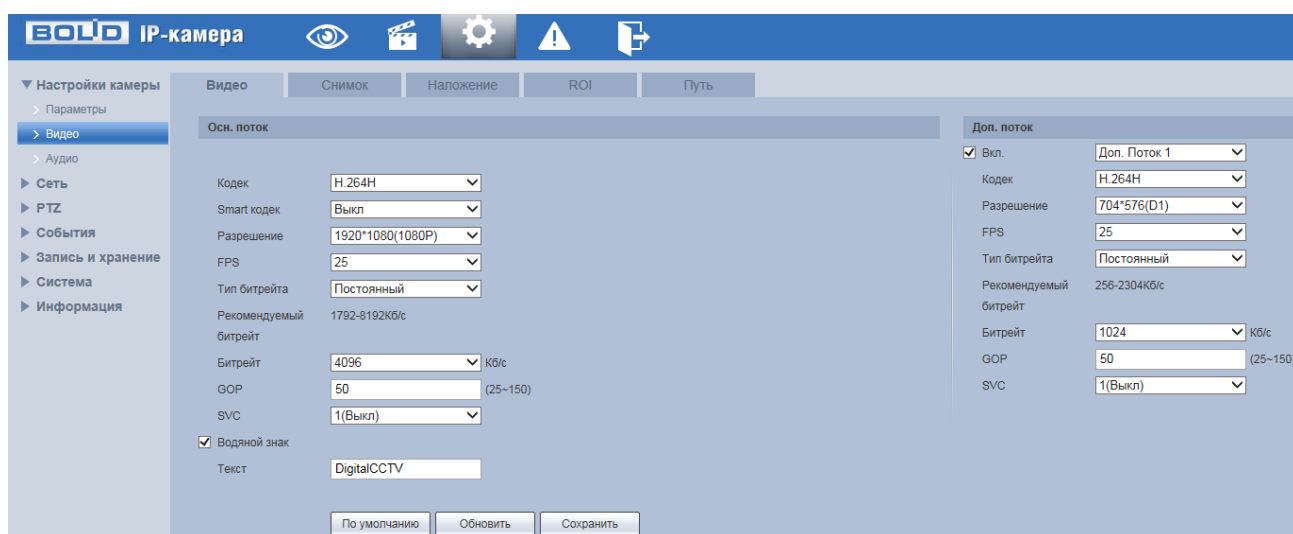 BOLID IP-камера
Настройки камеры
Параметры
Видео
Аудио
Сеть
PTZ
События
Запись и хранение
Система
Информация
Видео Снимок Наложение ROI Путь
Осн. поток
Кодек H.264H
Smart кодек Выкл
Разрешение 1920*1080(1080P)
FPS 25
Тип битрейта Постоянный
Рекомендуемый 1792-8192Кб/с
битрейт
Битрейт 4096 Кб/с
GOP 50 (25~150)
SVC 1(Выкл)
Водяной знак
Текст DigitalCCTV
По умолчанию Обновить Сохранить
Доп. поток
Вкл. Доп. Поток 1
Кодек H.264H
Разрешение 704*576(D1)
FPS 25
Тип битрейта Постоянный
Рекомендуемый 256-2304Кб/с
битрейт
Битрейт 1024 Кб/с
GOP 50 (25~150)
SVC 1(Выкл)